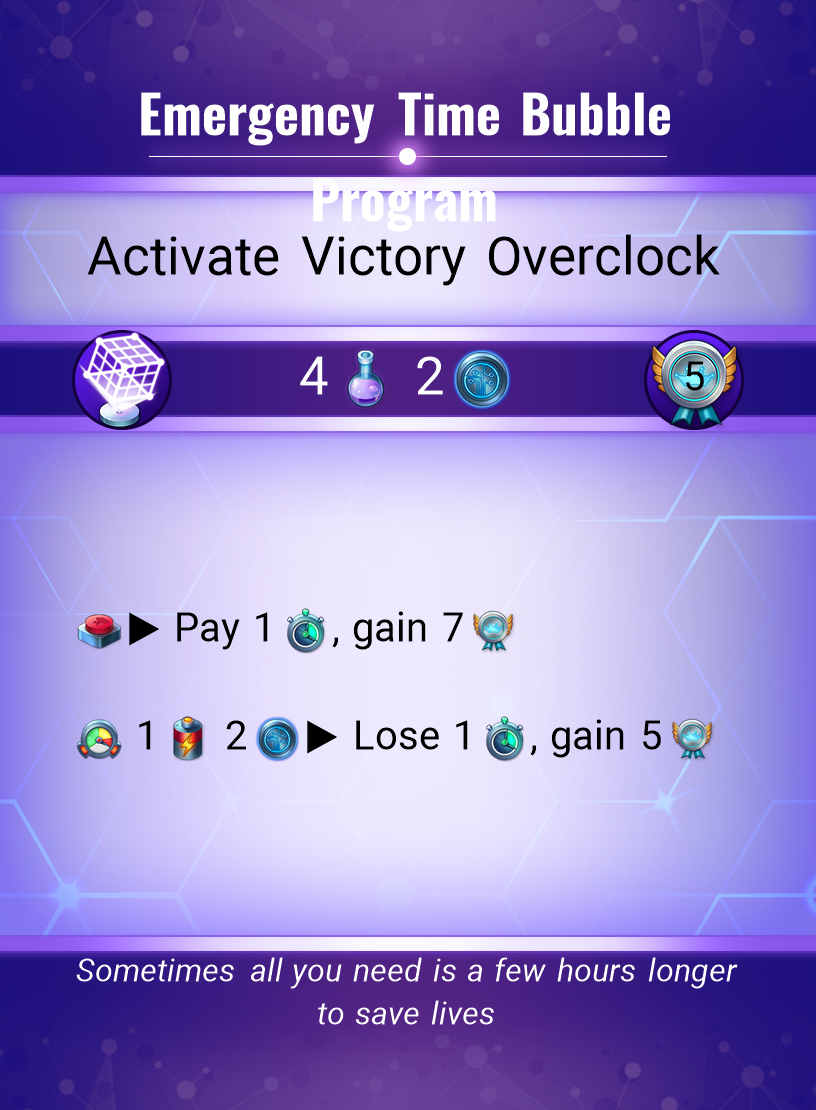 Emergency Time Bubble
Program
Activate Victory Overclock
4 2 5
▶ Pay 1 , gain 7
1 2 ▶ Lose 1 , gain 5
Sometimes all you need is a few hours longer
to save lives